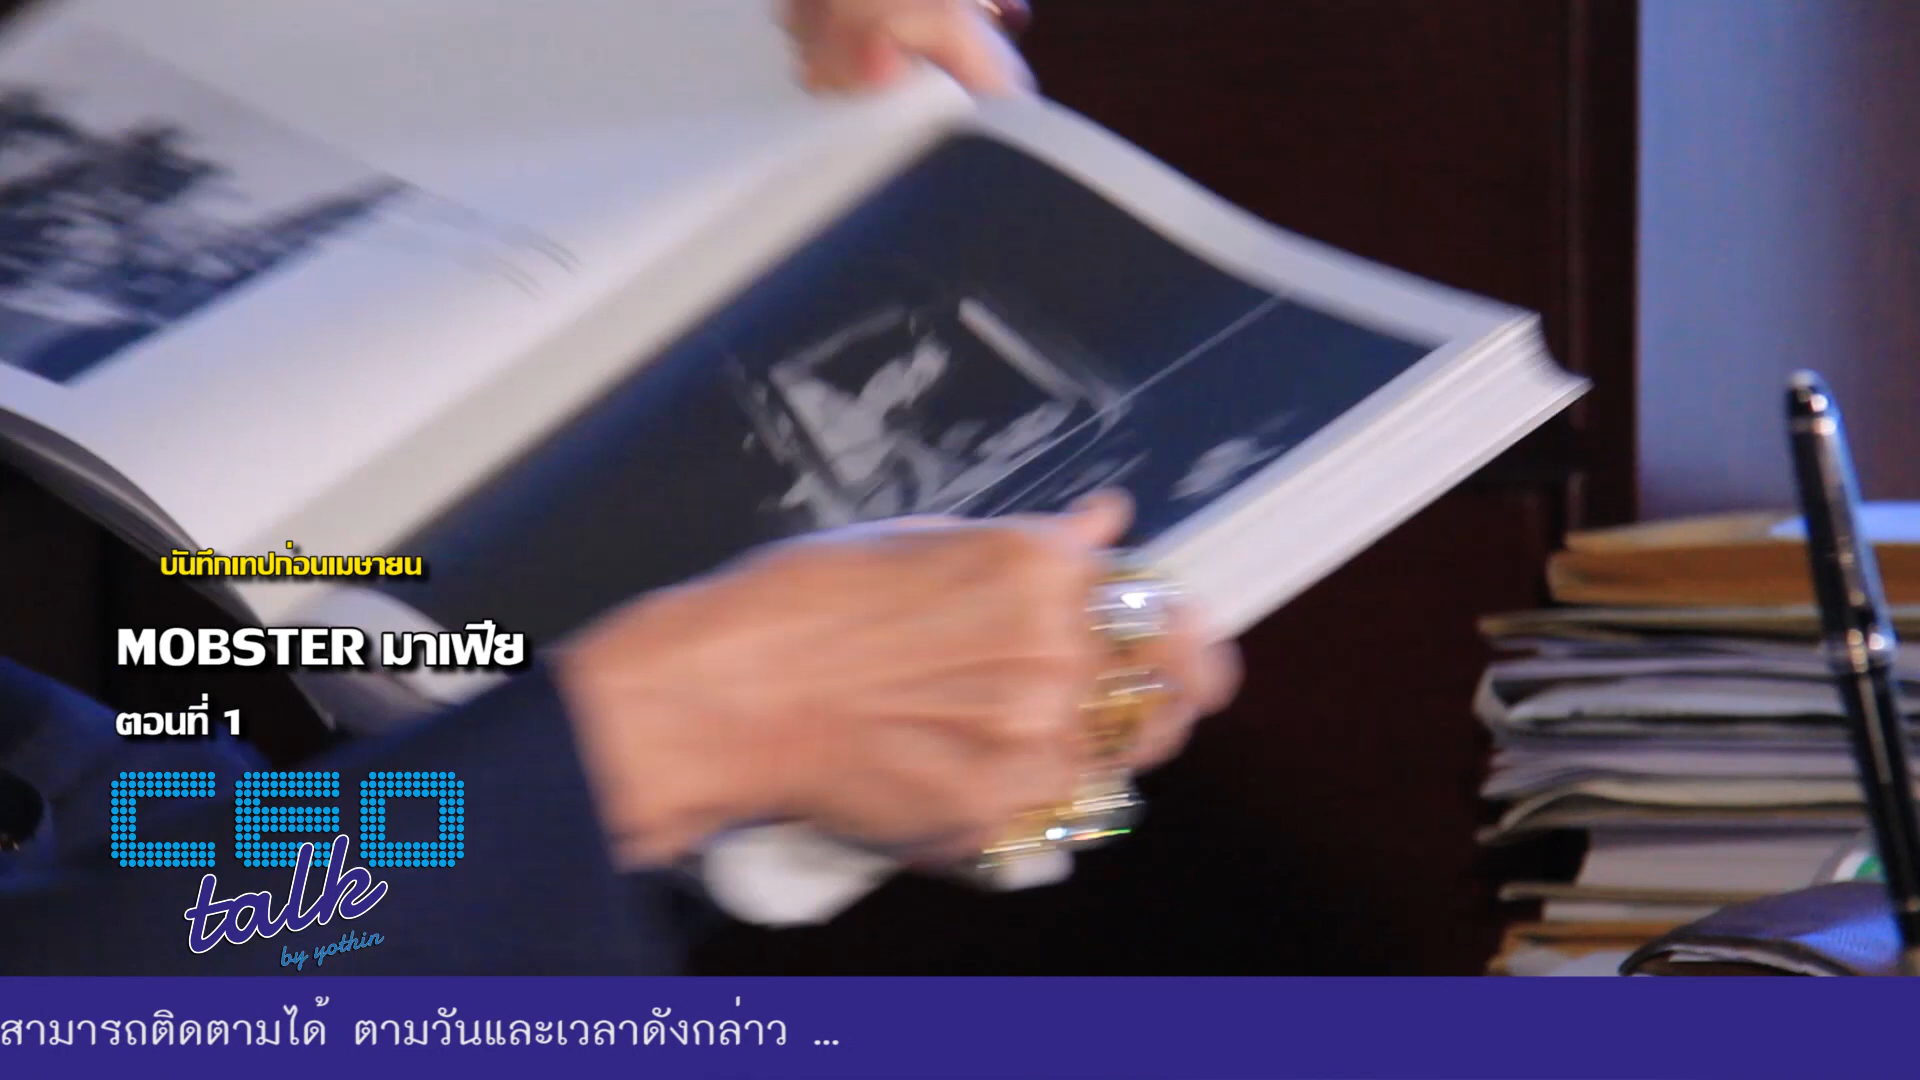 บันทึกเทปก่อนเมษายน
MOBSTER มาเฟีย
ตอนที่ 1
CEO
talk
by yothin
สามารถติดตามได้ ตามวันและเวลาดังกล่าว ...